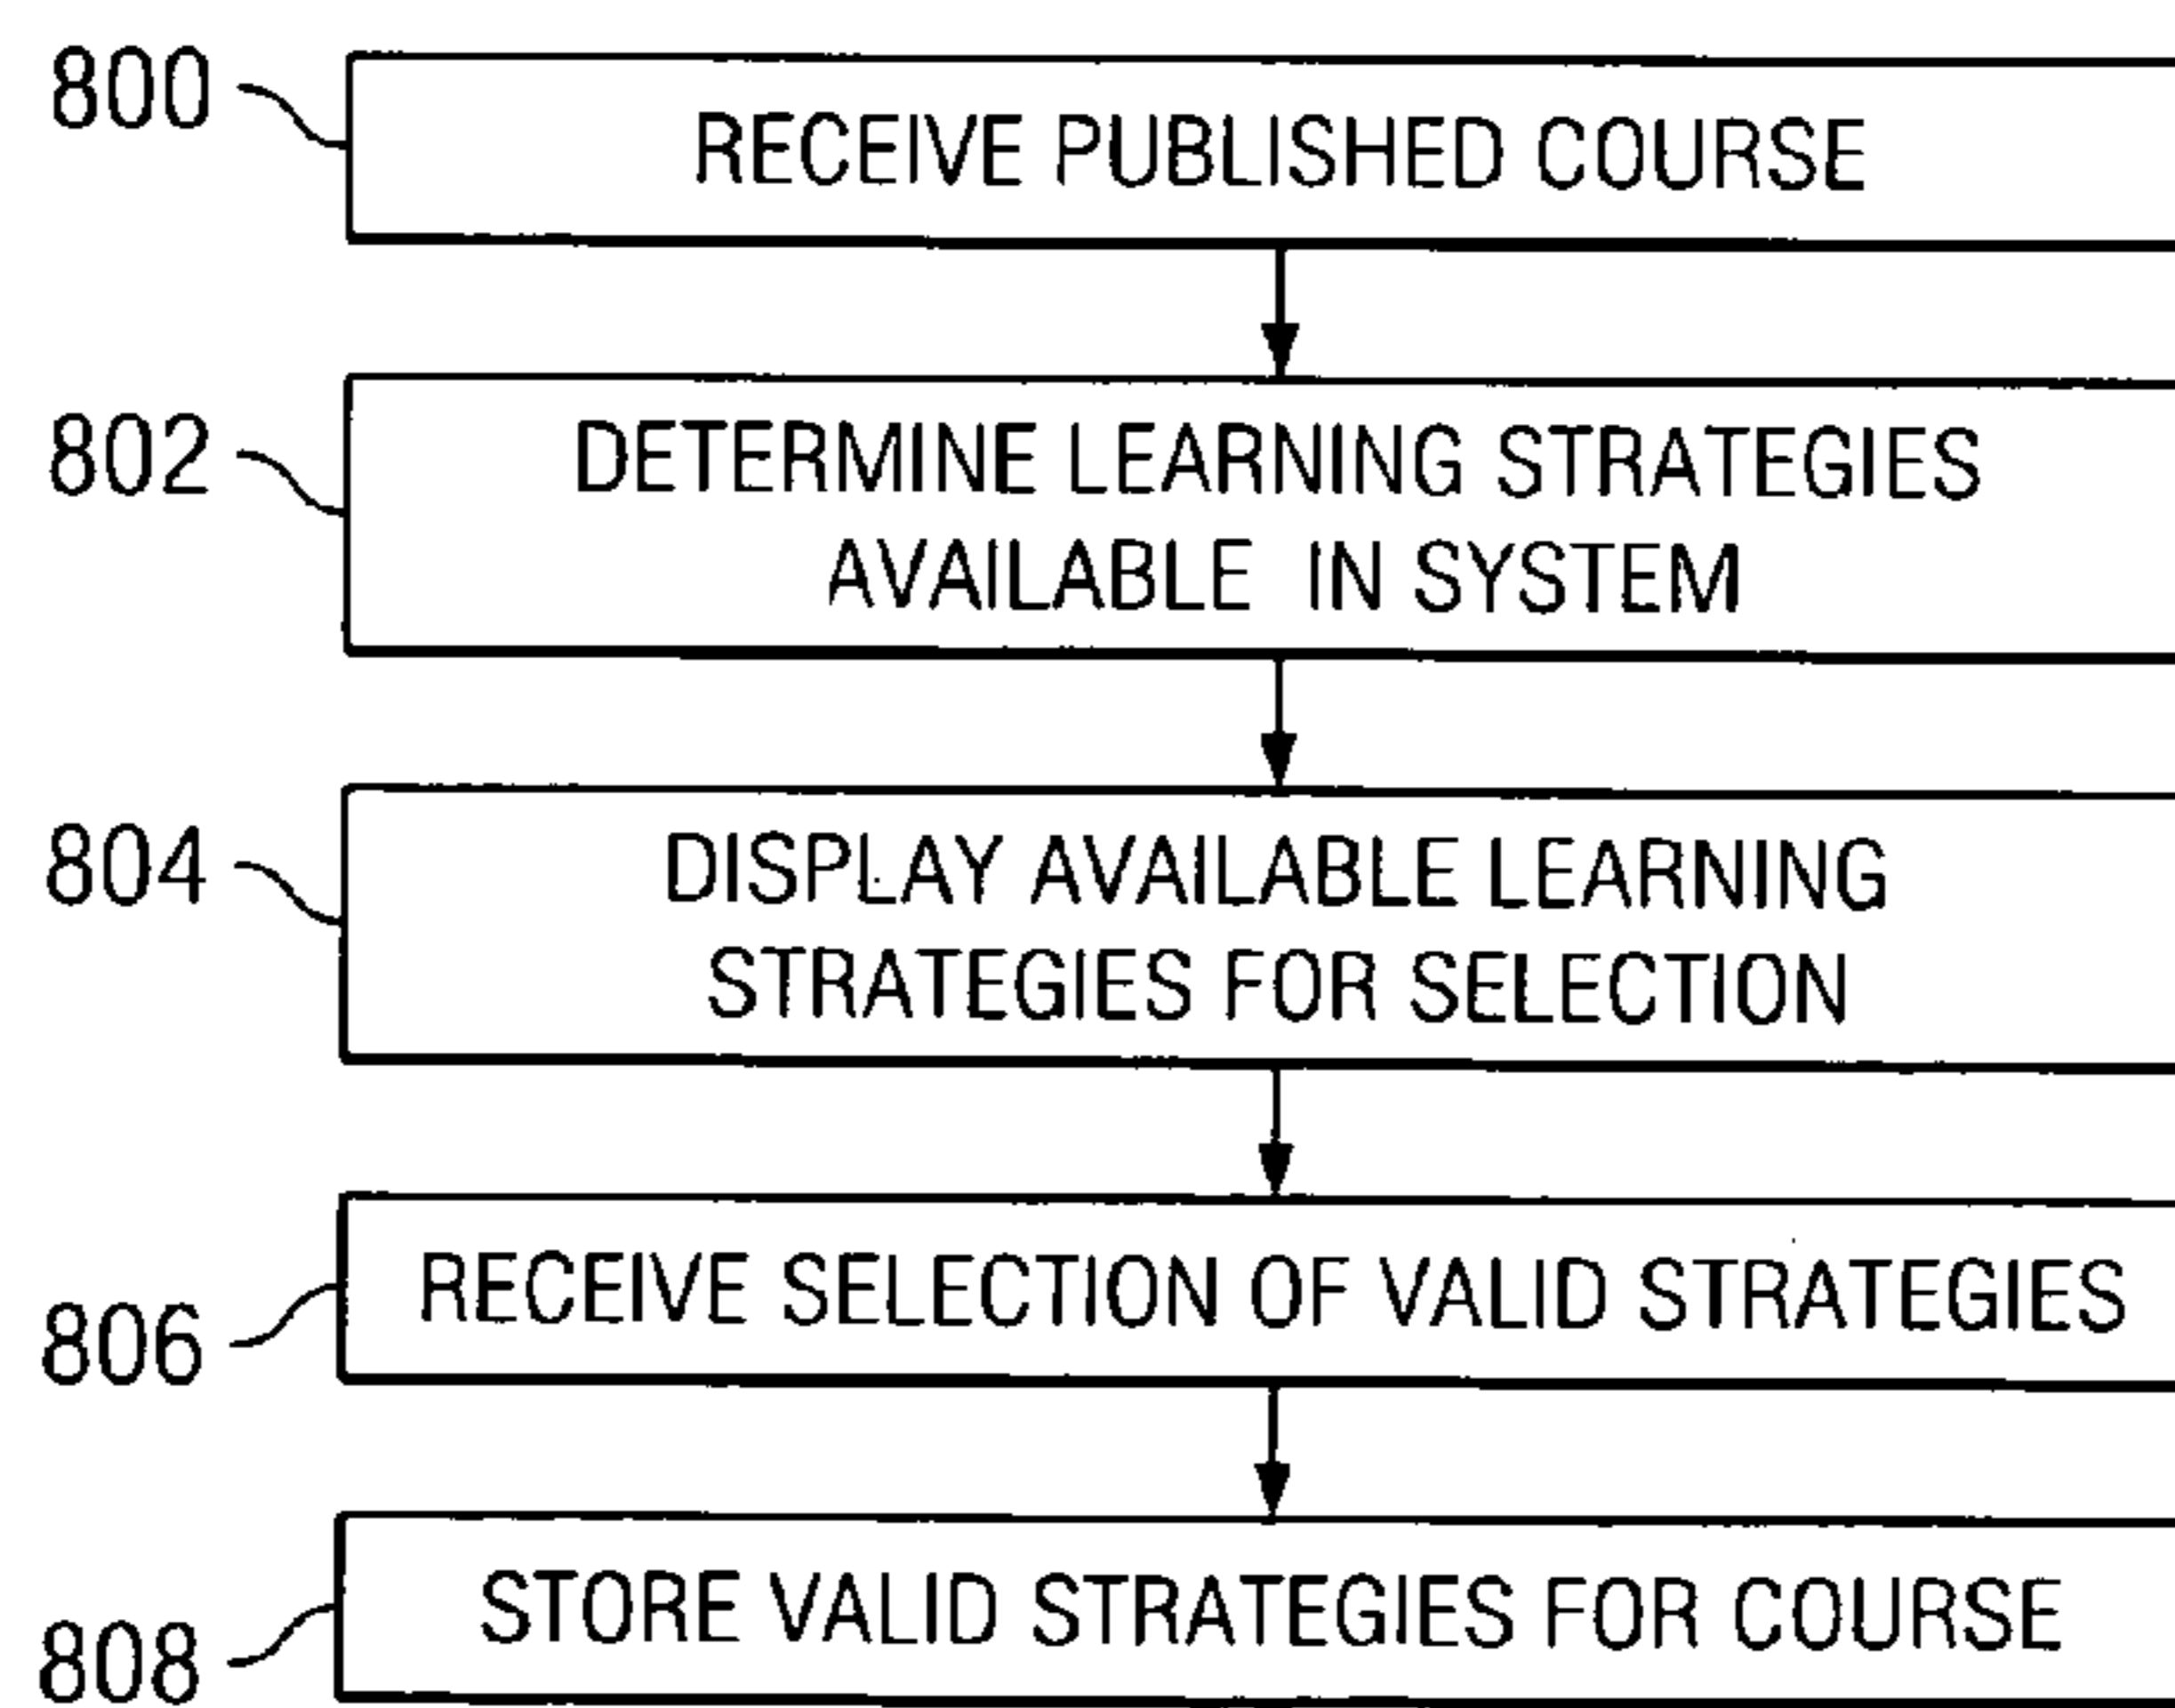 800
RECEIVE PUBLISHED COURSE
802
DETERMINE LEARNING STRATEGIES
AVAILABLE IN SYSTEM
804
DISPLAY AVAILABLE LEARNING
STRATEGIES FOR SELECTION
806
RECEIVE SELECTION OF VALID STRATEGIES
808
STORE VALID STRATEGIES FOR COURSE